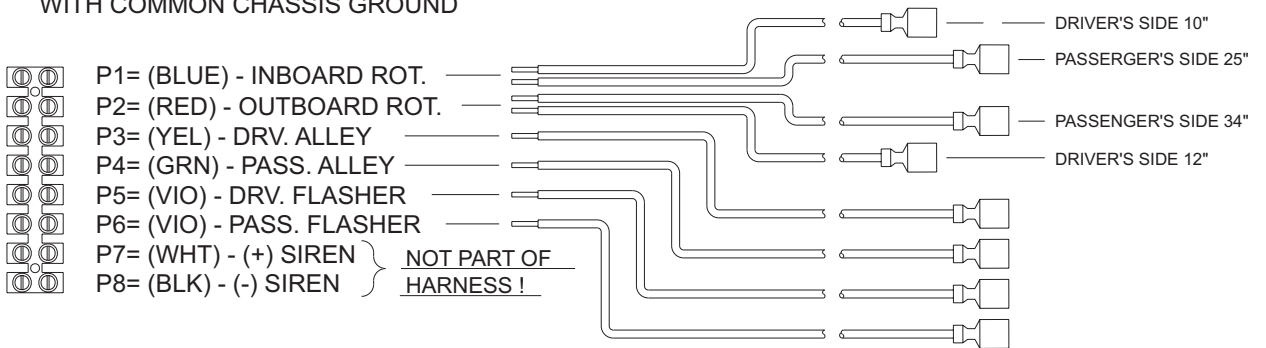 WITH COMMON CHASSIS GROUND
DRIVER'S SIDE 10"
PASSERGER'S SIDE 25"
P1= (BLUE) - INBOARD ROT.
P2= (RED) - OUTBOARD ROT.
PASSENGER'S SIDE 34"
P3= (YEL) - DRV. ALLEY
DRIVER'S SIDE 12"
P4= (GRN) - PASS. ALLEY
P5= (VIO) - DRV. FLASHER
P6= (VIO) - PASS. FLASHER
P7= (WHT) - (+) SIREN
P8= (BLK) - (-) SIREN
NOT PART OF
HARNESS !